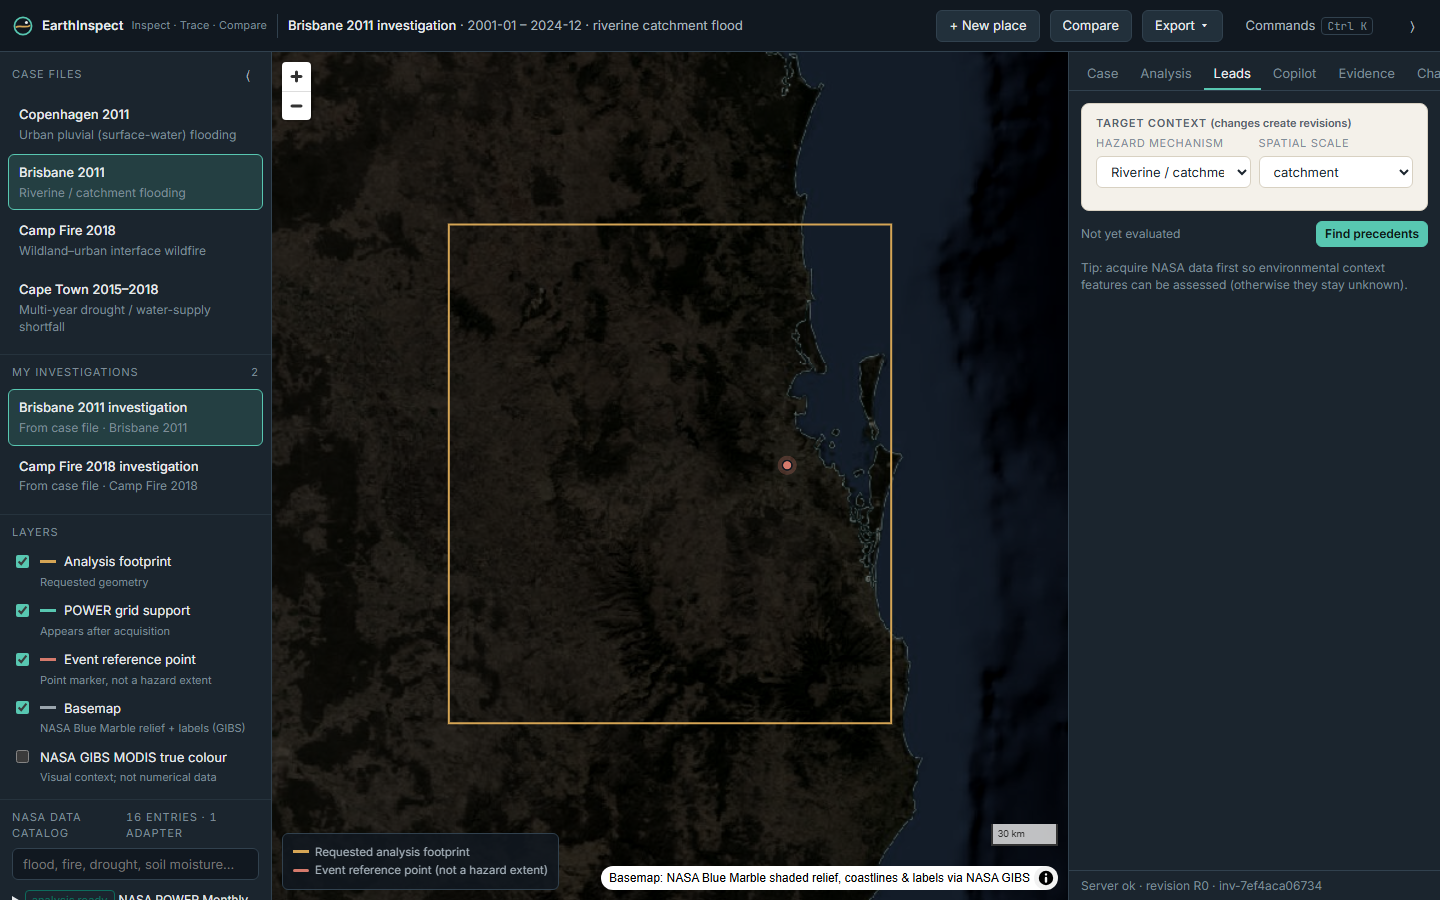 EarthInspect Inspect · Trace · Compare
Brisbane 2011 investigation · 2001-01 – 2024-12 · riverine catchment flood
+ New place
Compare
Export
Commands Ctrl K
CASE FILES
Copenhagen 2011
Urban pluvial (surface-water) flooding
Brisbane 2011
Riverine / catchment flooding
Camp Fire 2018
Wildland–urban interface wildfire
Cape Town 2015–2018
Multi-year drought / water-supply
shortfall
MY INVESTIGATIONS 2
Brisbane 2011 investigation
From case file · Brisbane 2011
Camp Fire 2018 investigation
From case file · Camp Fire 2018
LAYERS
Analysis footprint
Requested geometry
POWER grid support
Appears after acquisition
Event reference point
Point marker, not a hazard extent
Basemap
NASA Blue Marble relief + labels (GIBS)
NASA GIBS MODIS true colour
Visual context; not numerical data
NASA DATA
CATALOG
16 ENTRIES · 1
ADAPTER
flood, fire, drought, soil moisture...
analysis ready NASA POWER Monthly
+
−
Requested analysis footprint
Event reference point (not a hazard extent)
30 km
Basemap: NASA Blue Marble shaded relief, coastlines & labels via NASA GIBS
Case Analysis Leads Copilot Evidence Cha
TARGET CONTEXT (changes create revisions)
HAZARD MECHANISM SPATIAL SCALE
Riverine / catchme catchment
Not yet evaluated
Find precedents
Tip: acquire NASA data first so environmental context
features can be assessed (otherwise they stay unknown).
Server ok · revision R0 · inv-7ef4aca06734